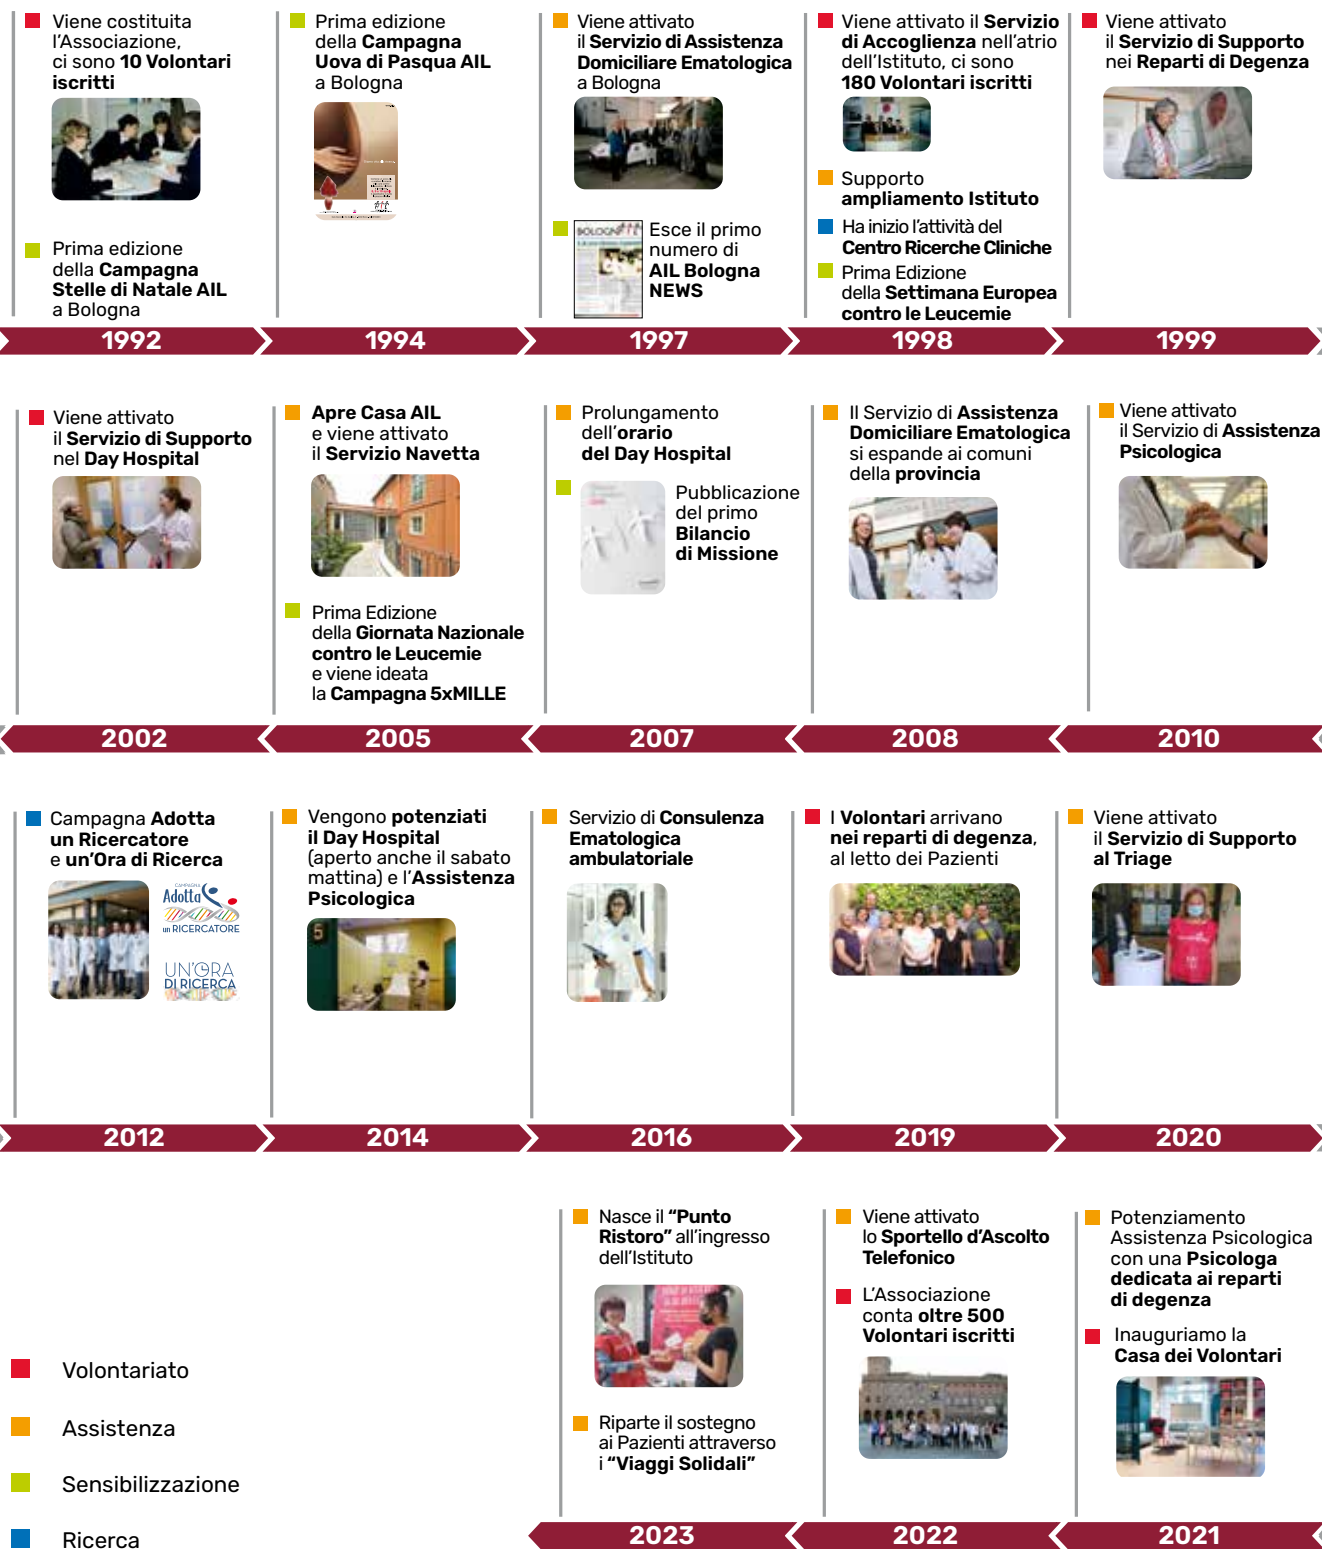 Viene costituita
l'Associazione,
ci sono 10 Volontari
iscritti
Prima edizione
della Campagna
Stelle di Natale AIL
a Bologna
1992
Prima edizione
della Campagna
Uova di Pasqua AIL
a Bologna
1994
Viene attivato
il Servizio di Assistenza
Domiciliare Ematologica
a Bologna
BOLOGNA
Esce il primo
numero di
AIL Bologna
NEWS
1997
Viene attivato il Servizio
di Accoglienza nell'atrio
dell'Istituto, ci sono
180 Volontari iscritti
Supporto
ampliamento Istituto
Ha inizio l'attività del
Centro Ricerche Cliniche
Prima Edizione
della Settimana Europea
contro le Leucemie
1998
Viene attivato
il Servizio di Supporto
nei Reparti di Degenza
1999
Viene attivato
il Servizio di Supporto
nel Day Hospital
2002
Apre Casa AIL
e viene attivato
il Servizio Navetta
Prima Edizione
della Giornata Nazionale
contro le Leucemie
e viene ideata
la Campagna 5xMILLE
2005
Prolungamento
dell'orario
del Day Hospital
Pubblicazione
del primo
Bilancio
di Missione
2007
Il Servizio di Assistenza
Domiciliare Ematologica
si espande ai comuni
della provincia
2008
Viene attivato
il Servizio di Assistenza
Psicologica
2010
Campagna Adotta
un Ricercatore
e un'Ora di Ricerca
CAMPAGNA
Adotta
un RICERCATORE
UN'ORA
DI RICERCA
2012
Vengono potenziati
il Day Hospital
(aperto anche il sabato
mattina) e l'Assistenza
Psicologica
5
2014
Servizio di Consulenza
Ematologica
ambulatoriale
2016
I Volontari arrivano
nei reparti di degenza,
al letto dei Pazienti
2019
Viene attivato
il Servizio di Supporto
al Triage
2020
Nasce il “Punto
Ristoro” all'ingresso
dell'Istituto
Riparte il sostegno
ai Pazienti attraverso
i “Viaggi Solidali”
2023
Viene attivato
lo Sportello d'Ascolto
Telefonico
L'Associazione
conta oltre 500
Volontari iscritti
2022
Potenziamento
Assistenza Psicologica
con una Psicologa
dedicata ai reparti
di degenza
Inauguriamo la
Casa dei Volontari
2021
Volontariato
Assistenza
Sensibilizzazione
Ricerca